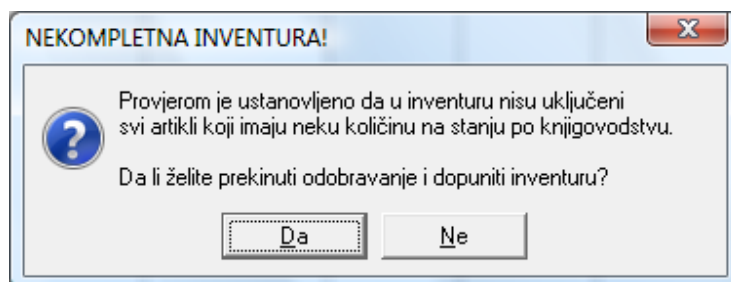 NEKOMPLETNA INVENTURA!
Provjerom je ustanovljeno da u inventuru nisu uključeni
svi artikli koji imaju neku količinu na stanju po knjigovodstvu.
Da li želite prekinuti odobravanje i dopuniti inventuru?
Da Ne